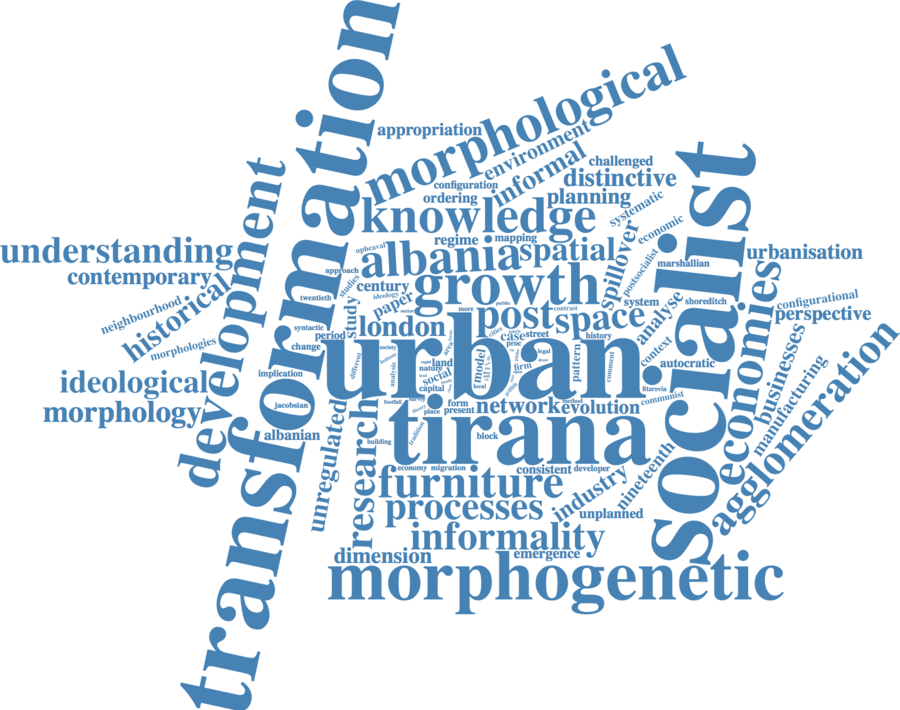 transformation
appropriation
morphological
environment
configuration
informal
challenged
ordering
distinctive
planning
systematic
socialist
knowledge
economic
understanding
development
upheaval
regime
mapping
albania
spatial
spillover
postsocialist
marshallian
urbanisation
contemporary
approach
studies
century
growth
historical
neighbourhood
twentieth
ideology
paper
more
public
contrast
system
analyse
shoreditch
economies
configurational
perspective
syntactic
period
study
london
post
space
cities
case
street
history
morphologies
change
society
urban
area
proc
legal
pattern
context
autocratic
businesses
ideological
implication
different
analysis
land
nature
social
capital
model
firm
local
comment
fitzrovia
manufacturing
morphology
jacobsian
footfall
survey
place
form
present
network
method
evolution
communist
agglomeration
albanian
unregulated
research
building
tradition
tirana
block
economy
migration
consistent
developer
nineteenth
furniture
industry
processes
unplanned
informality
dimension
emergence
morphogenetic